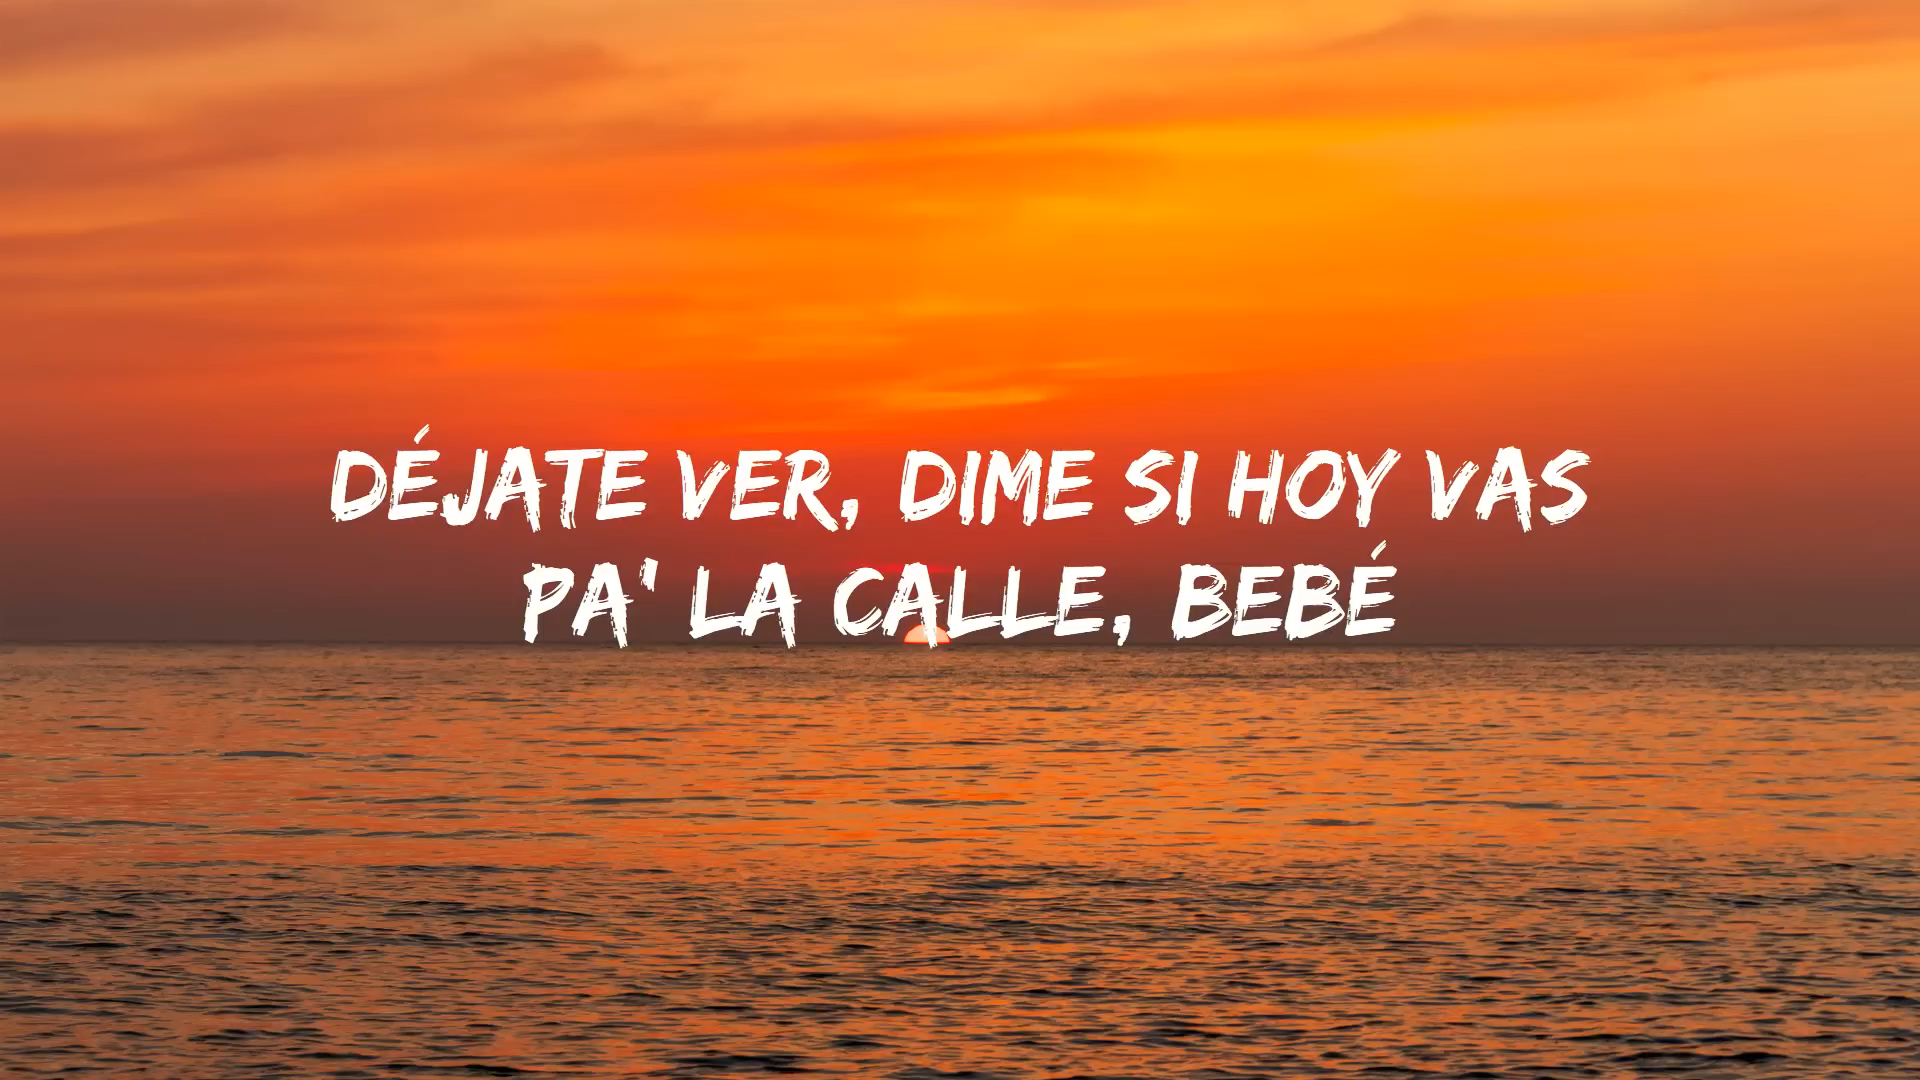 DÉJATE VER, DIME SI HOY VAS
PA' LA CALLE, BEBÉ